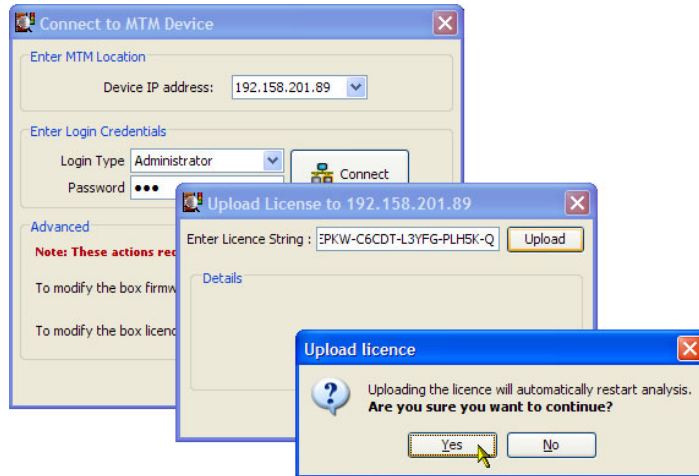 Connect to MTM Device
Enter MTM Location
Device IP address: 192.158.201.89
Enter Login Credentials
Login Type Administrator
Password ●●●
Connect
Advanced
Note: These actions
To modify the box
To modify the box
Upload License to 192.158.201.89
Enter Licence String : EPKW-C6CDT-L3YFG-PLH5K-Q Upload
Details
Upload licence
Uploading the licence will automatically restart analysis.
Are you sure you want to continue?
Yes No